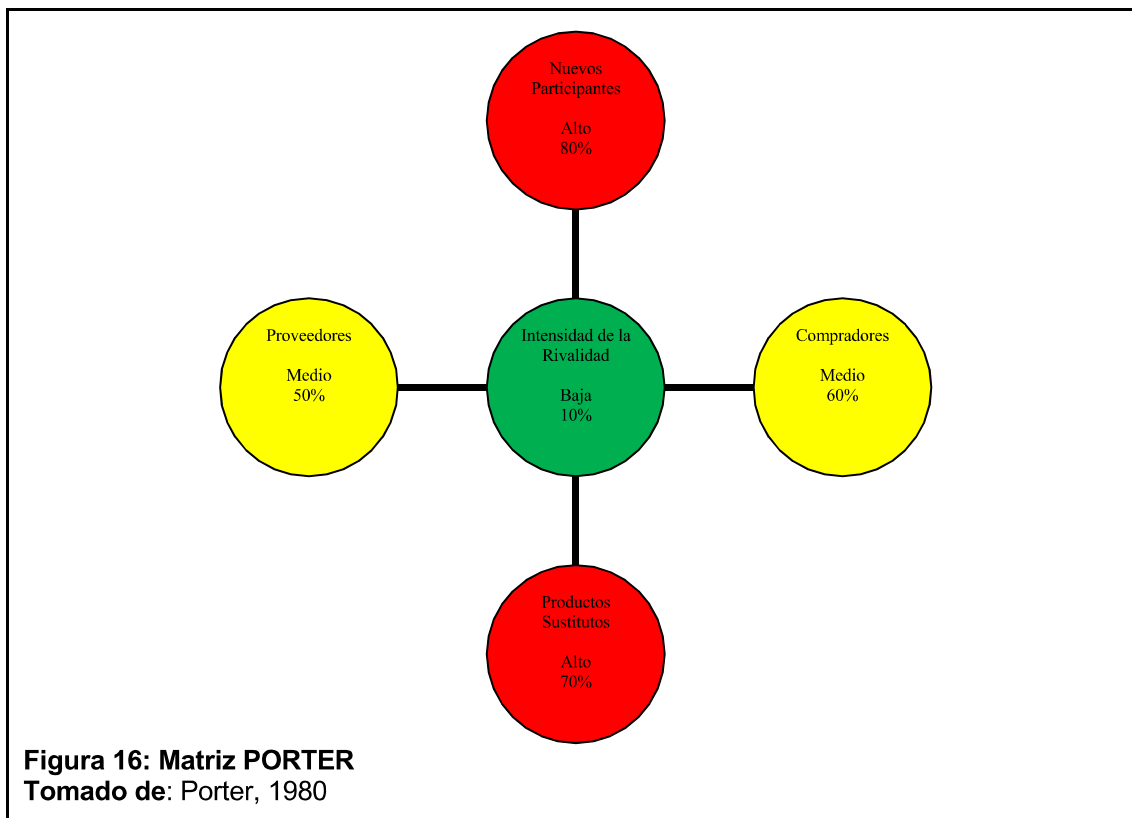 Nuevos
Participantes
Alto
80%
Proveedores
Medio
50%
Intensidad de la
Rivalidad
Baja
10%
Compradores
Medio
60%
Productos
Sustitutos
Alto
70%
Figura 16: Matriz PORTER
Tomado de: Porter, 1980